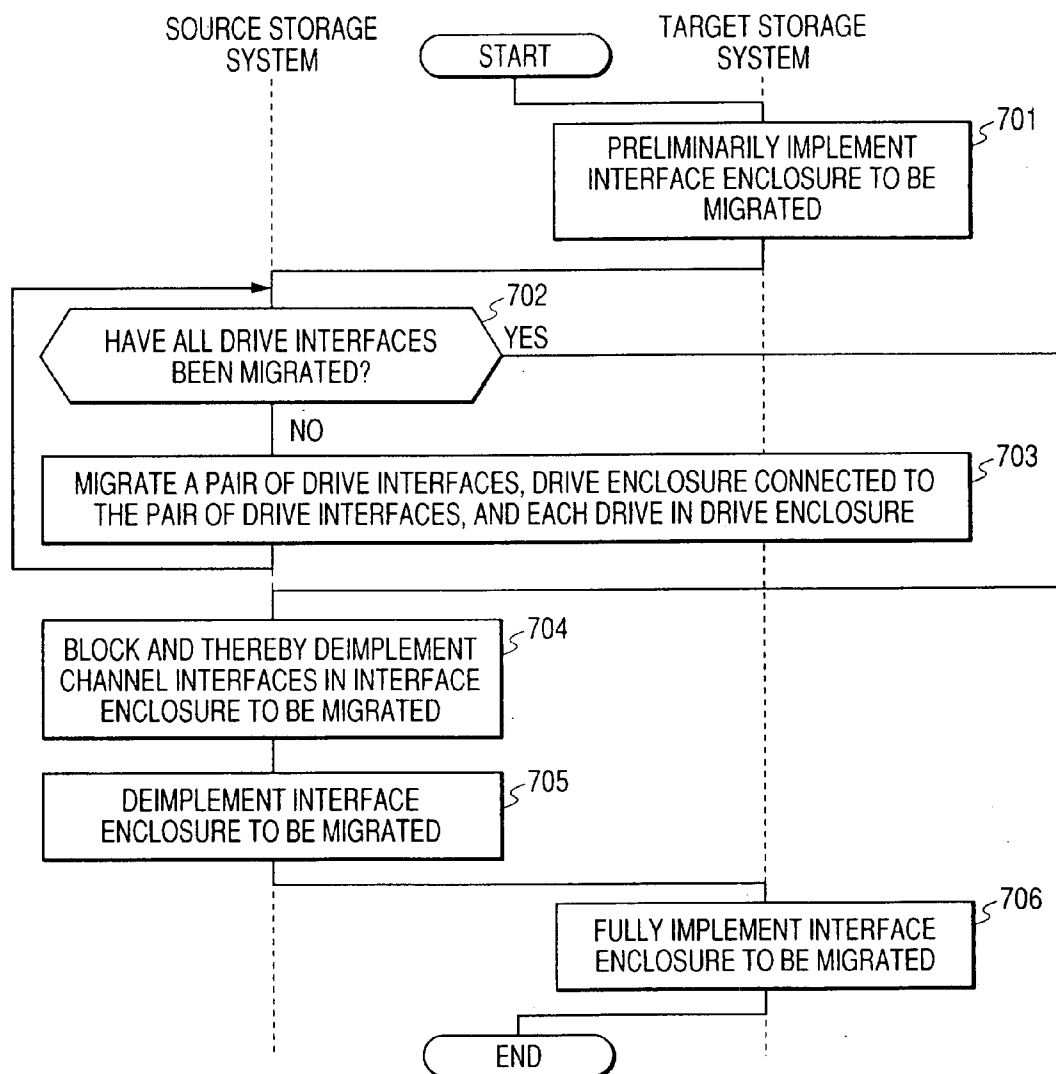 SOURCE STORAGE
SYSTEM
START
TARGET STORAGE
SYSTEM
701
PRELIMINARILY IMPLEMENT
INTERFACE ENCLOSURE TO BE
MIGRATED
702
HAVE ALL DRIVE INTERFACES
BEEN MIGRATED?
YES
NO
703
MIGRATE A PAIR OF DRIVE INTERFACES, DRIVE ENCLOSURE CONNECTED TO
THE PAIR OF DRIVE INTERFACES, AND EACH DRIVE IN DRIVE ENCLOSURE
704
BLOCK AND THEREBY DEIMPLEMENT
CHANNEL INTERFACES IN INTERFACE
ENCLOSURE TO BE MIGRATED
705
DEIMPLEMENT INTERFACE
ENCLOSURE TO BE MIGRATED
706
FULLY IMPLEMENT INTERFACE
ENCLOSURE TO BE MIGRATED
END